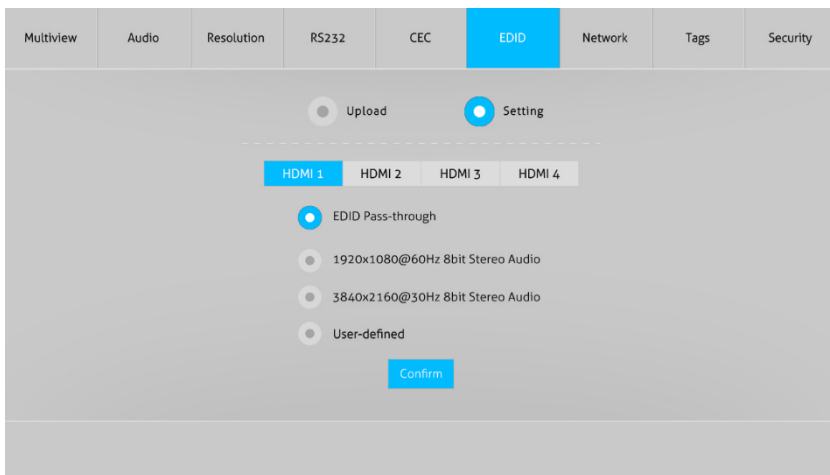 Multiview Audio Resolution RS232 CEC EDID Network Tags Security
Upload Setting
HDMI 1 HDMI 2 HDMI 3 HDMI 4
EDID Pass-through
1920x1080@60Hz 8bit Stereo Audio
3840x2160@30Hz 8bit Stereo Audio
User-defined
Confirm